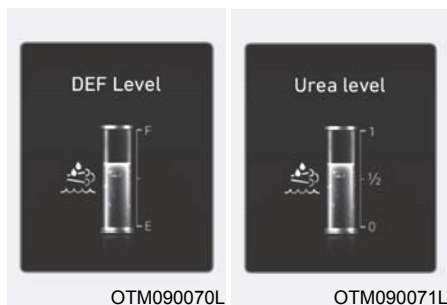 DEF Level
F
E
OTM090070L
Urea level
1
½
0
OTM090071L